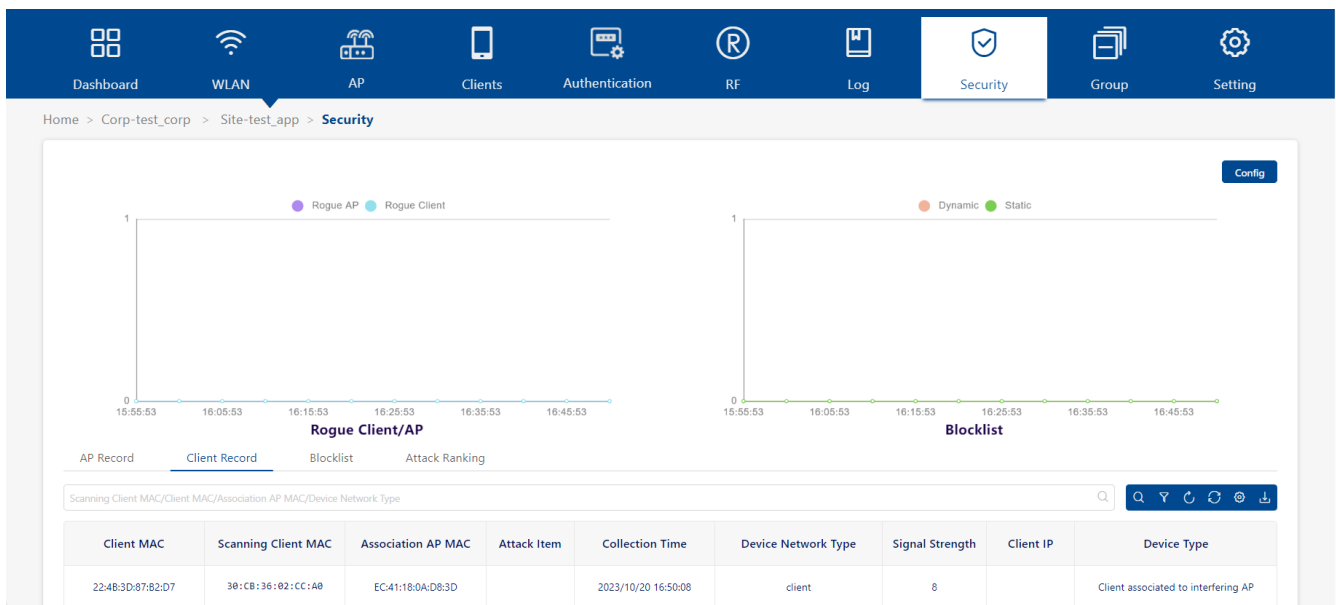 Dashboard WLAN AP Clients Authentication RF Log Security Group Setting
Home > Corp-test_corp > Site-test_app > Security
Config
Rogue AP Rogue Client
Dynamic Static
1
0
15:55:53 16:05:53 16:15:53 16:25:53 16:35:53 16:45:53
Rogue Client/AP
1
0
15:55:53 16:05:53 16:15:53 16:25:53 16:35:53 16:45:53
Blocklist
AP Record Client Record Blocklist Attack Ranking
Scanning Client MAC/Client MAC/Association AP MAC/Device Network Type
Client MAC Scanning Client MAC Association AP MAC Attack Item Collection Time Device Network Type Signal Strength Client IP Device Type
22:4B:3D:87:B2:D7 30:CB:36:02:CC:A0 EC:41:18:0A:D8:3D 2023/10/20 16:50:08 client 8 Client associated to interfering AP